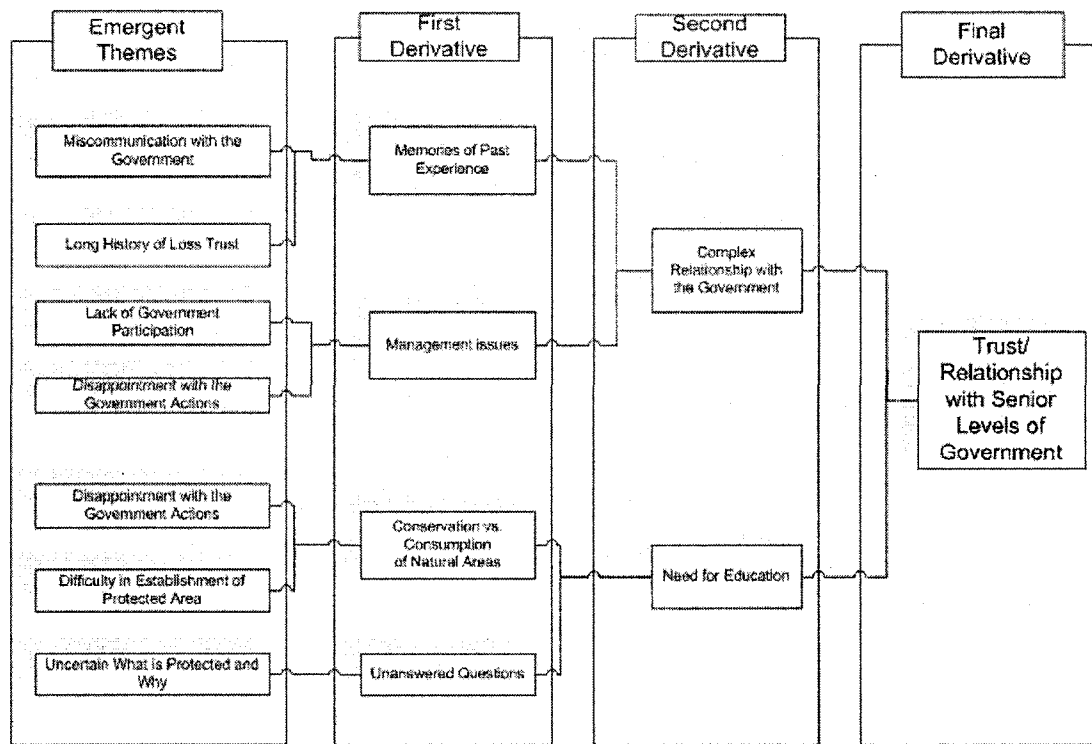 Emergent
Themes
First
Derivative
Second
Derivative
Final
Derivative
Miscommunication with the
Government
Long History of Loss Trust
Lack of Government
Participation
Disappointment with the
Government Actions
Disappointment with the
Government Actions
Difficulty in Establishment of
Protected Area
Uncertain What is Protected and
Why
Memories of Past
Experience
Management issues
Conservation vs.
Consumption
of Natural Areas
Unanswered Questions
Complex
Relationship with
the Government
Need for Education
Trust/
Relationship
with Senior
Levels of
Government